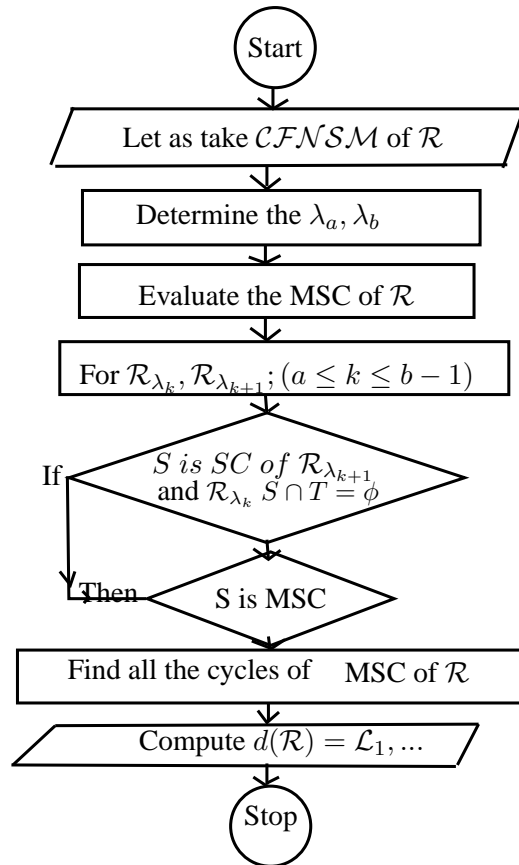 Start
Let as take 𝒞ℱ𝒩𝒮ℳ of ℛ
Determine the λ_a, λ_b
Evaluate the MSC of ℛ
For ℛ_{λ_k}, ℛ_{λ_{k+1}}; (a ≤ k ≤ b − 1)
If
S is SC of ℛ_{λ_{k+1}}
and ℛ_{λ_k} S ∩ T = ϕ
Then
S is MSC
Find all the cycles of MSC of ℛ
Compute d(ℛ) = ℒ_1, ...
Stop